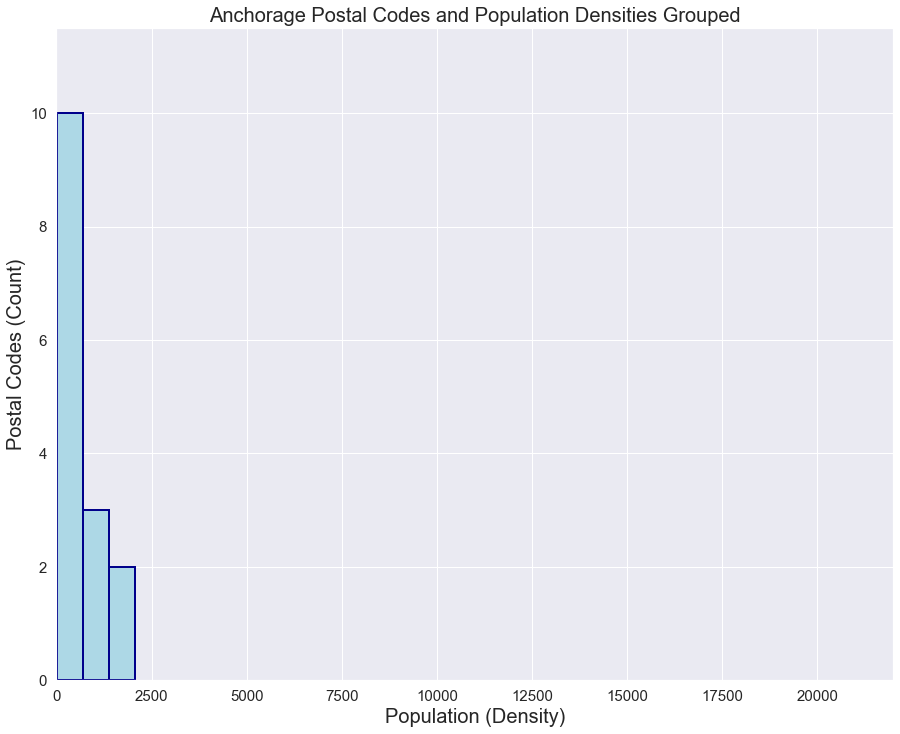 Anchorage Postal Codes and Population Densities Grouped
Postal Codes (Count)
10
8
6
4
2
0
0 2500 5000 7500 10000 12500 15000 17500 20000
Population (Density)